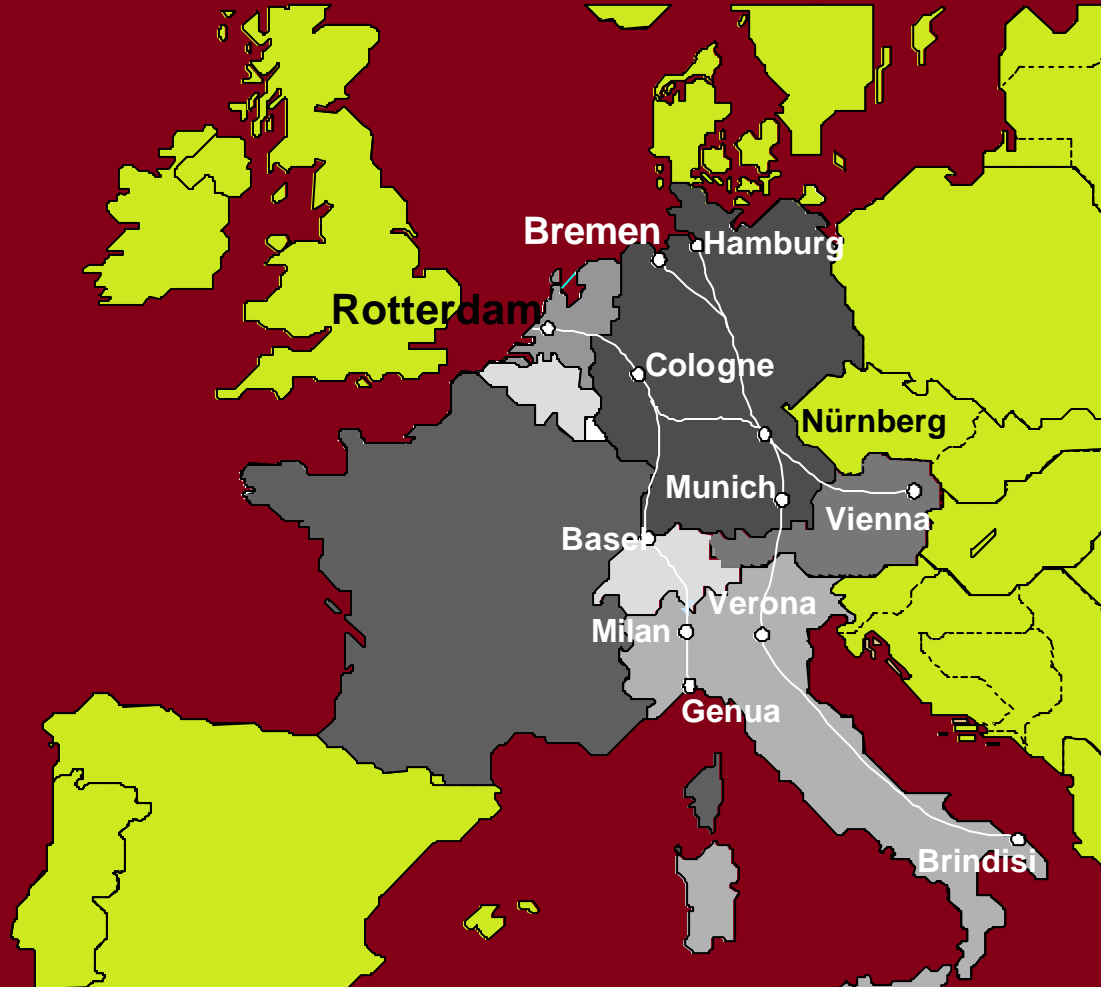 Bremen
Hamburg
Rotterdam
Cologne
Nürnberg
Munich
Vienna
Basel
Verona
Milan
Genua
Brindisi